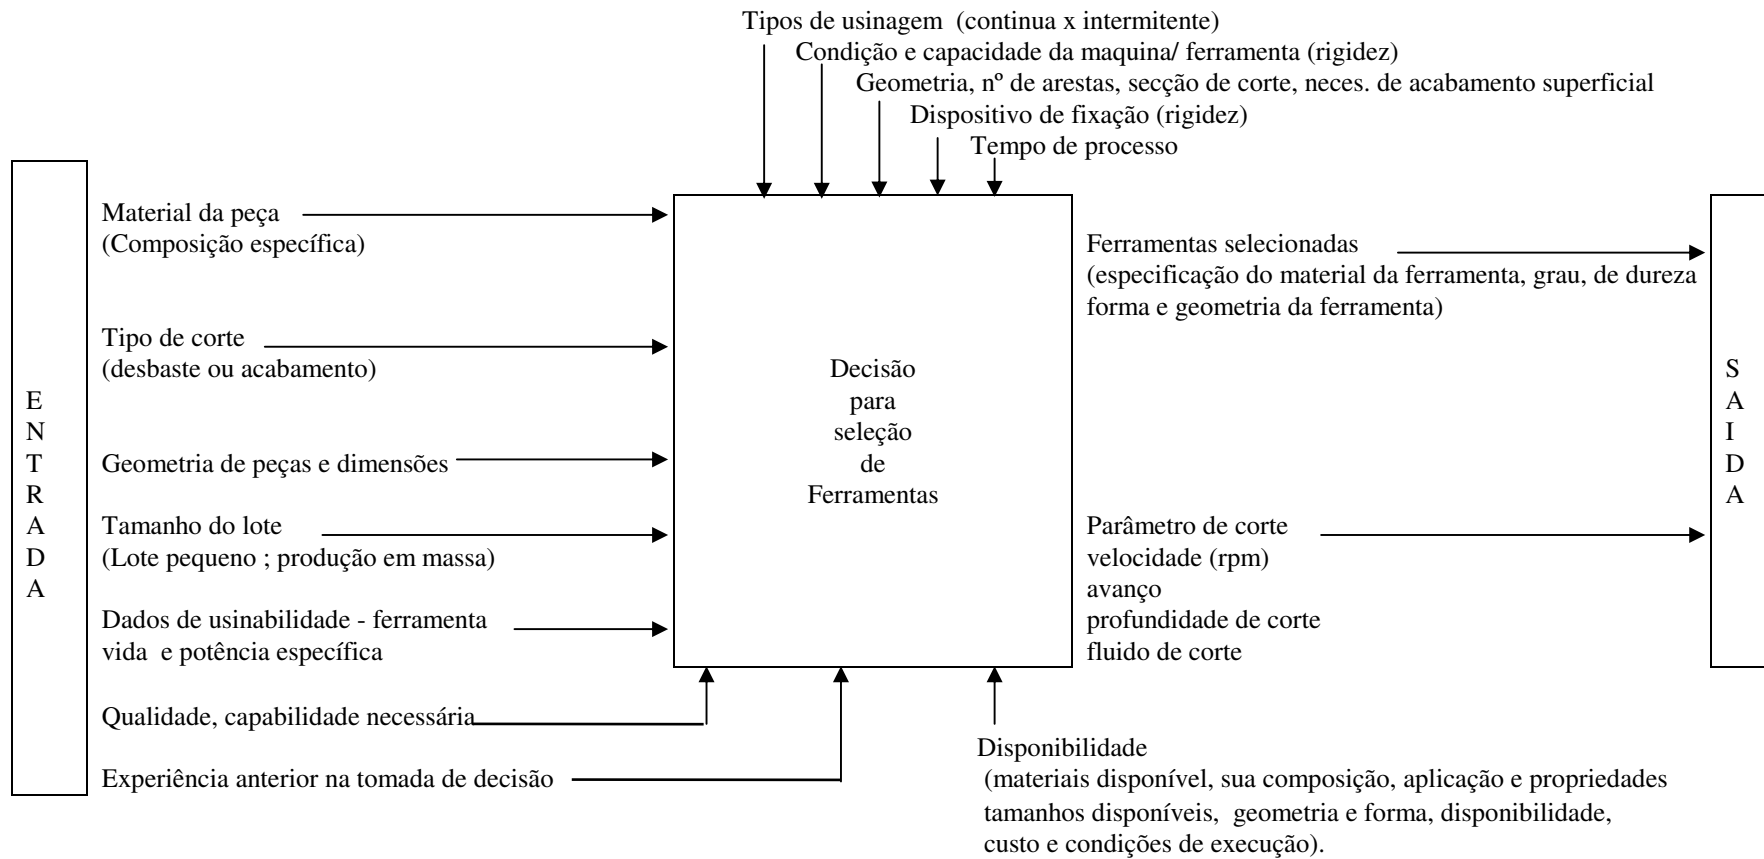 Tipos de usinagem  (continua x intermitente)
Condição e capacidade da maquina/ ferramenta (rigidez)
Geometria, nº de arestas, secção de corte, neces. de acabamento superficial
Dispositivo de fixação (rigidez)
Tempo de processo
E
N
T
R
A
D
A
Material da peça
(Composição específica)
Tipo de corte
(desbaste ou acabamento)
Geometria de peças e dimensões
Tamanho do lote
(Lote pequeno ; produção em massa)
Dados de usinabilidade - ferramenta
vida  e potência específica
Qualidade, capabilidade necessária
Experiência anterior na tomada de decisão
Decisão
para
seleção
de
Ferramentas
Ferramentas selecionadas
(especificação do material da ferramenta, grau, de dureza
forma e geometria da ferramenta)
Parâmetro de corte
velocidade (rpm)
avanço
profundidade de corte
fluido de corte
Disponibilidade
(materiais disponível, sua composição, aplicação e propriedades
tamanhos disponíveis,  geometria e forma, disponibilidade,
custo e condições de execução).
S
A
I
D
A